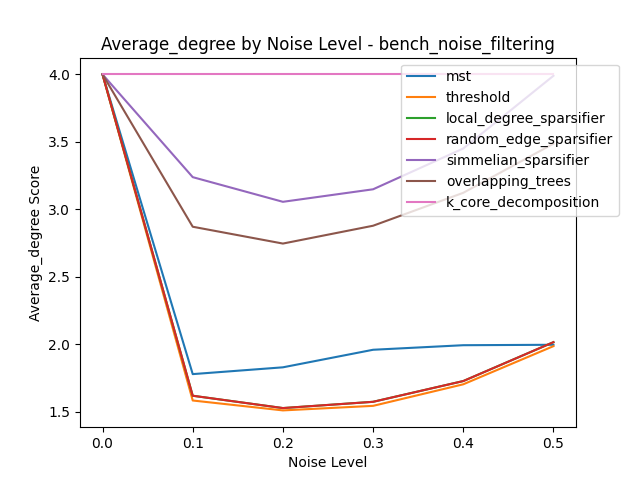 Average_degree by Noise Level - bench_noise_filtering
4.0
3.5
3.0
2.5
2.0
1.5
Average_degree Score
mst
threshold
local_degree_sparsifier
random_edge_sparsifier
simmelian_sparsifier
overlapping_trees
k_core_decomposition
0.0 0.1 0.2 0.3 0.4 0.5
Noise Level